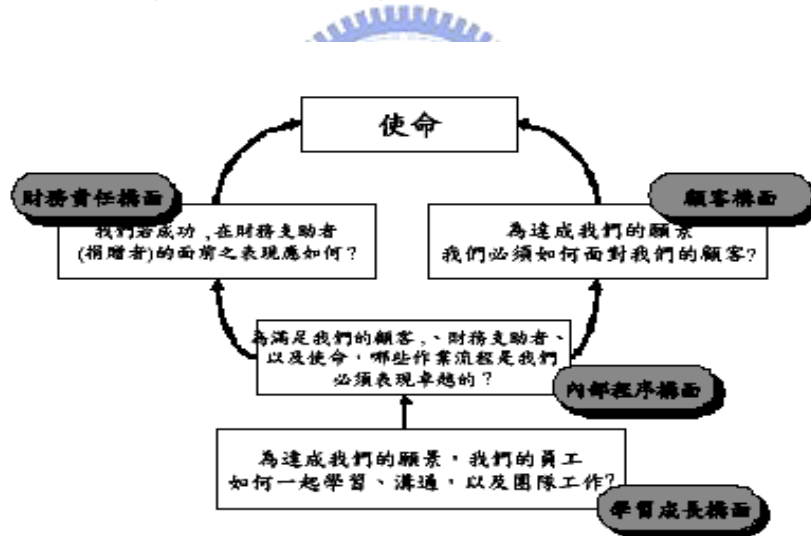 使命
財務責任構面
我們若成功,在財務支助者
(捐贈者)的面前之表現應如何?
顧客構面
為達成我們的願景
我們必須如何面對我們的顧客?
為滿足我們的顧客,、財務支助者、
以及使命,哪些作業流程是我們
必須表現卓越的?
內部程序構面
為達成我們的願景,我們的員工
如何一起學習、溝通,以及團隊工作?
學習成長構面